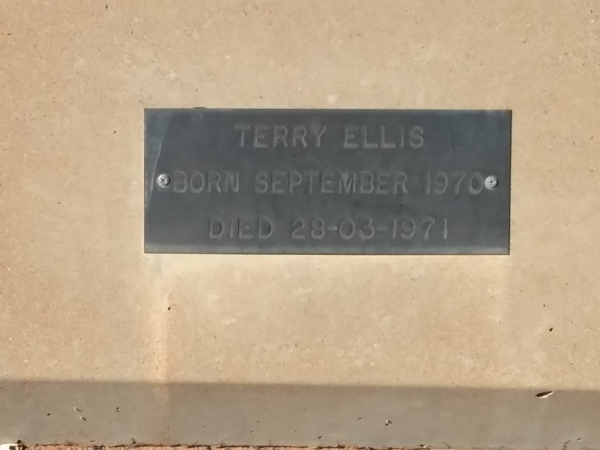 TERRY ELLIS
BORN SEPTEMBER 1970
DIED 28-03-1971